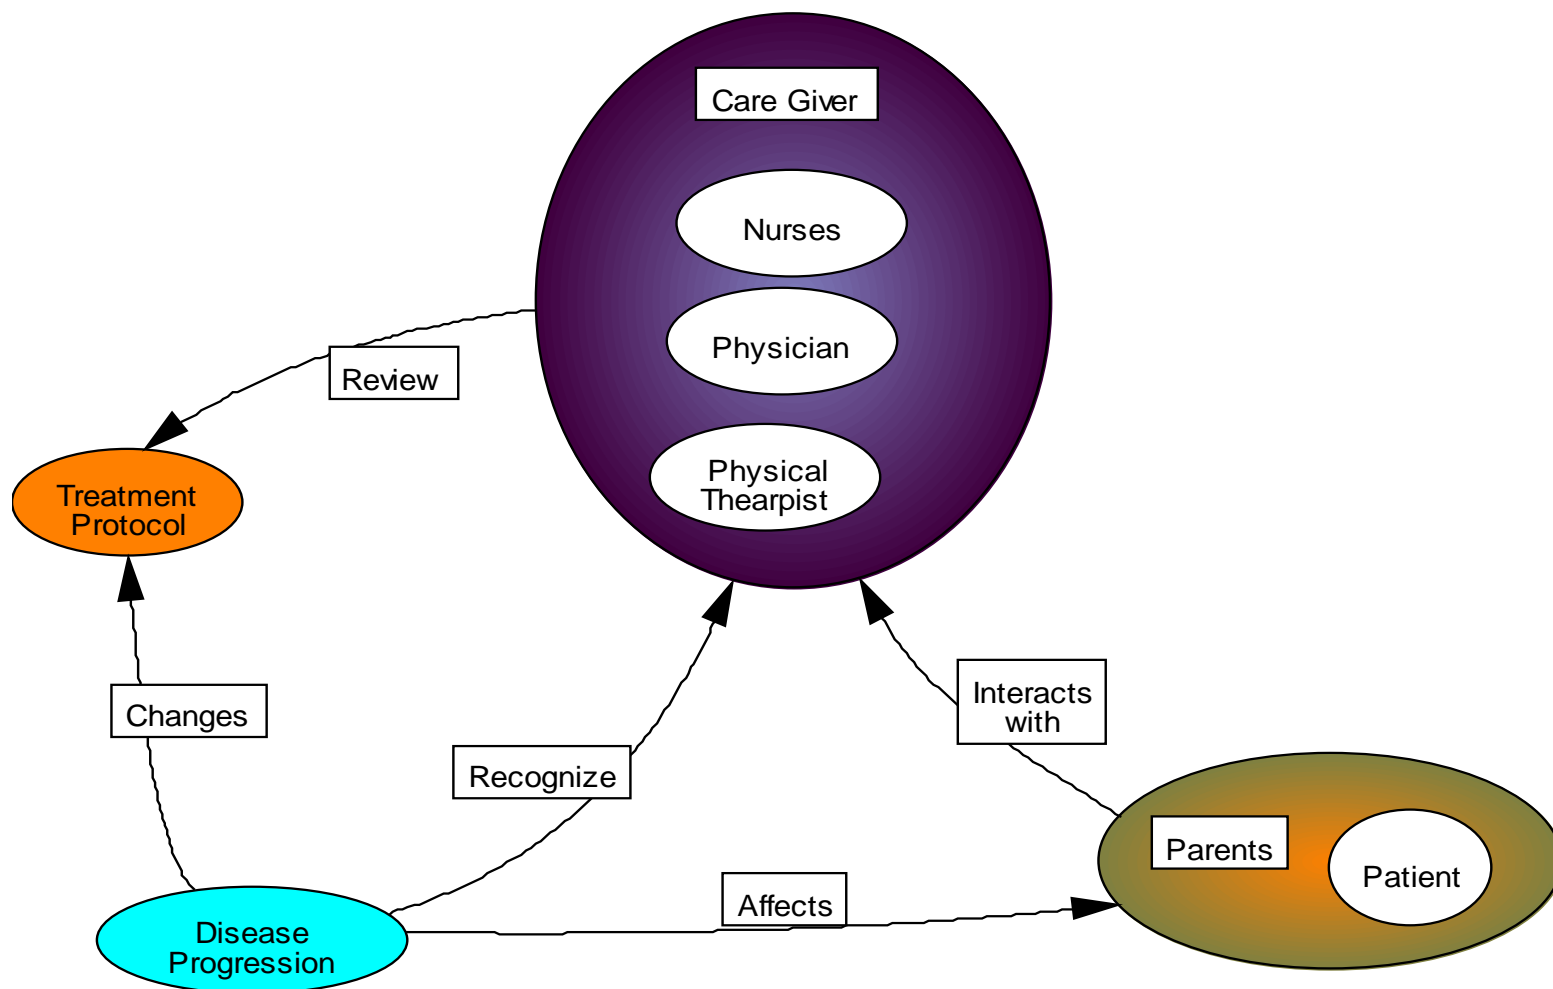 Care Giver
Nurses
Physician
Review
Physical
Thearpist
Treatment
Protocol
Interacts
with
Changes
Recognize
Parents
Patient
Affects
Disease
Progression